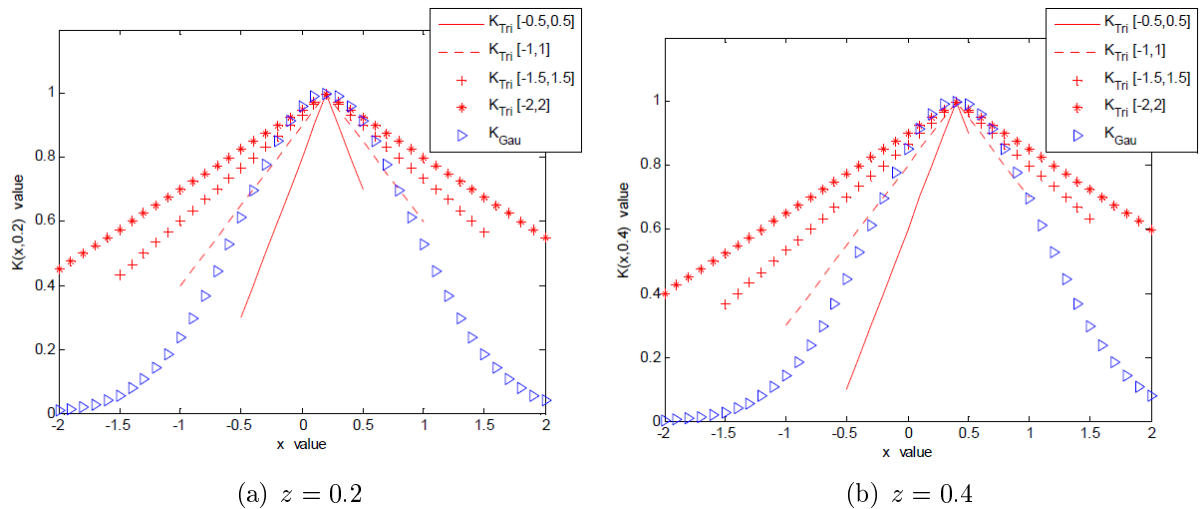 K_Tri [-0.5,0.5]
K_Tri [-1,1]
K_Tri [-1.5,1.5]
K_Tri [-2,2]
K_Gau
1
0.8
0.6
0.4
0.2
0
K(x,0.2) value
-2 -1.5 -1 -0.5 0 0.5 1 1.5 2
x value
(a) z = 0.2
K_Tri [-0.5,0.5]
K_Tri [-1,1]
K_Tri [-1.5,1.5]
K_Tri [-2,2]
K_Gau
1
0.8
0.6
0.4
0.2
0
K(x,0.4) value
-2 -1.5 -1 -0.5 0 0.5 1 1.5 2
x value
(b) z = 0.4